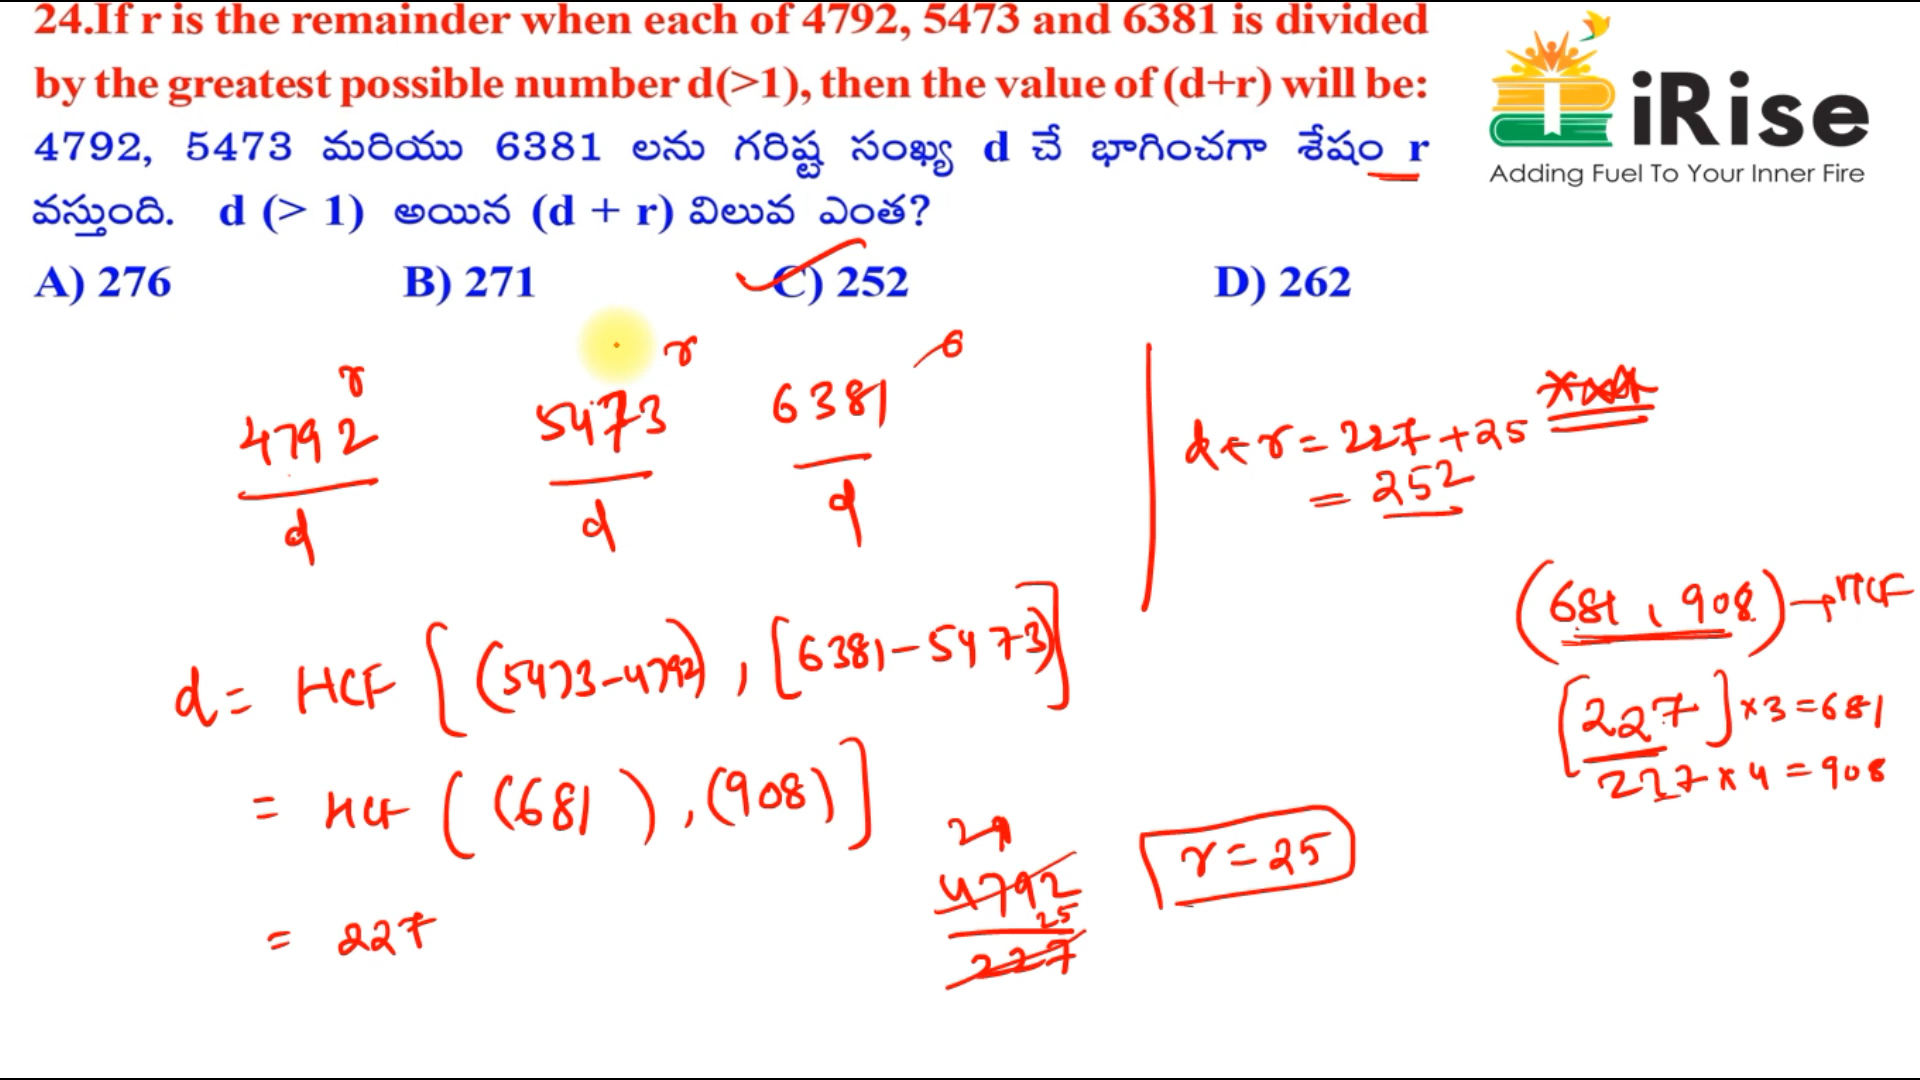 24.If r is the remainder when each of 4792, 5473 and 6381 is divided
by the greatest possible number d(>1), then the value of (d+r) will be:
4792, 5473 మరియు 6381 లను గరిష్ట సంఖ్య d చే భాగించగా శేషం r
వస్తుంది. d (> 1) అయిన (d + r) విలువ ఎంత?
A) 276 B) 271 C) 252 D) 262
iRise
Adding Fuel To Your Inner Fire
r r
4792 5473 6381
d d d
d = HCF [(5473-4792), [6381-5473)]
= HCF [(681), (908)]
= 227
4792
25
227
r = 25
d+r = 227+25
= 252
(681, 908) → HCF
[227] ×3 = 681
227 × 4 = 908